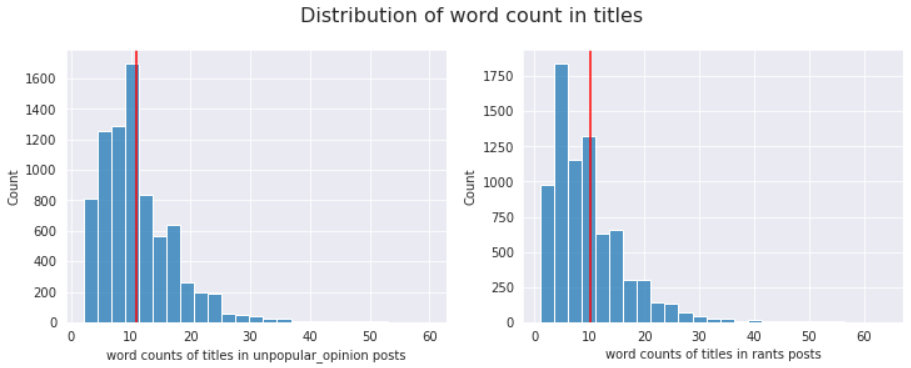 Distribution of word count in titles
1600
1400
1200
1000
800
600
400
200
0
Count
0 10 20 30 40 50 60
word counts of titles in unpopular_opinion posts
1750
1500
1250
1000
750
500
250
0
Count
0 10 20 30 40 50 60
word counts of titles in rants posts